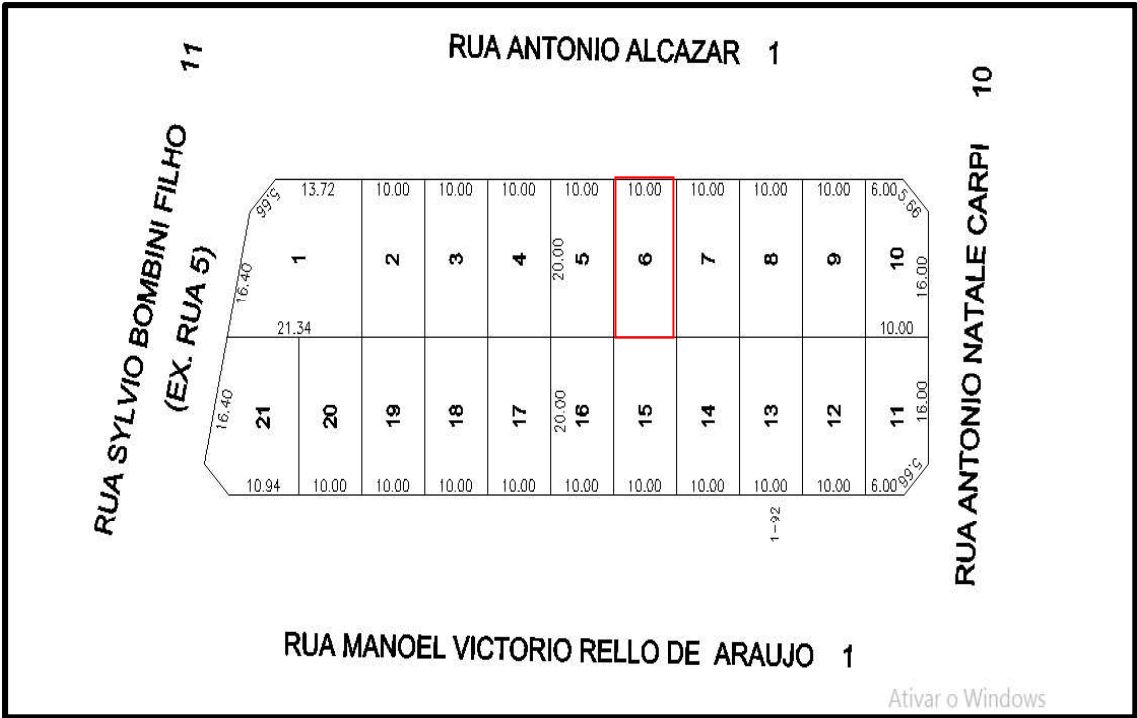 RUA ANTONIO ALCAZAR 1
RUA SYLVIO BOMBINI FILHO 11
(EX. RUA 5)
RUA ANTONIO NATALE CARPI 10
5.66
13.72 10.00 10.00 10.00 10.00 10.00 10.00 10.00 10.00 6.00
5.66
16.40
1 2 3 4 20.00 5 6 7 8 9 10 16.00
21.34 10.00
16.40
21 20 19 18 17 20.00 16 15 14 13 12 11 16.00
10.94 10.00 10.00 10.00 10.00 10.00 10.00 10.00 10.00 10.00 6.00
5.66
1-92
RUA MANOEL VICTORIO RELLO DE ARAUJO 1
Ativar o Windows